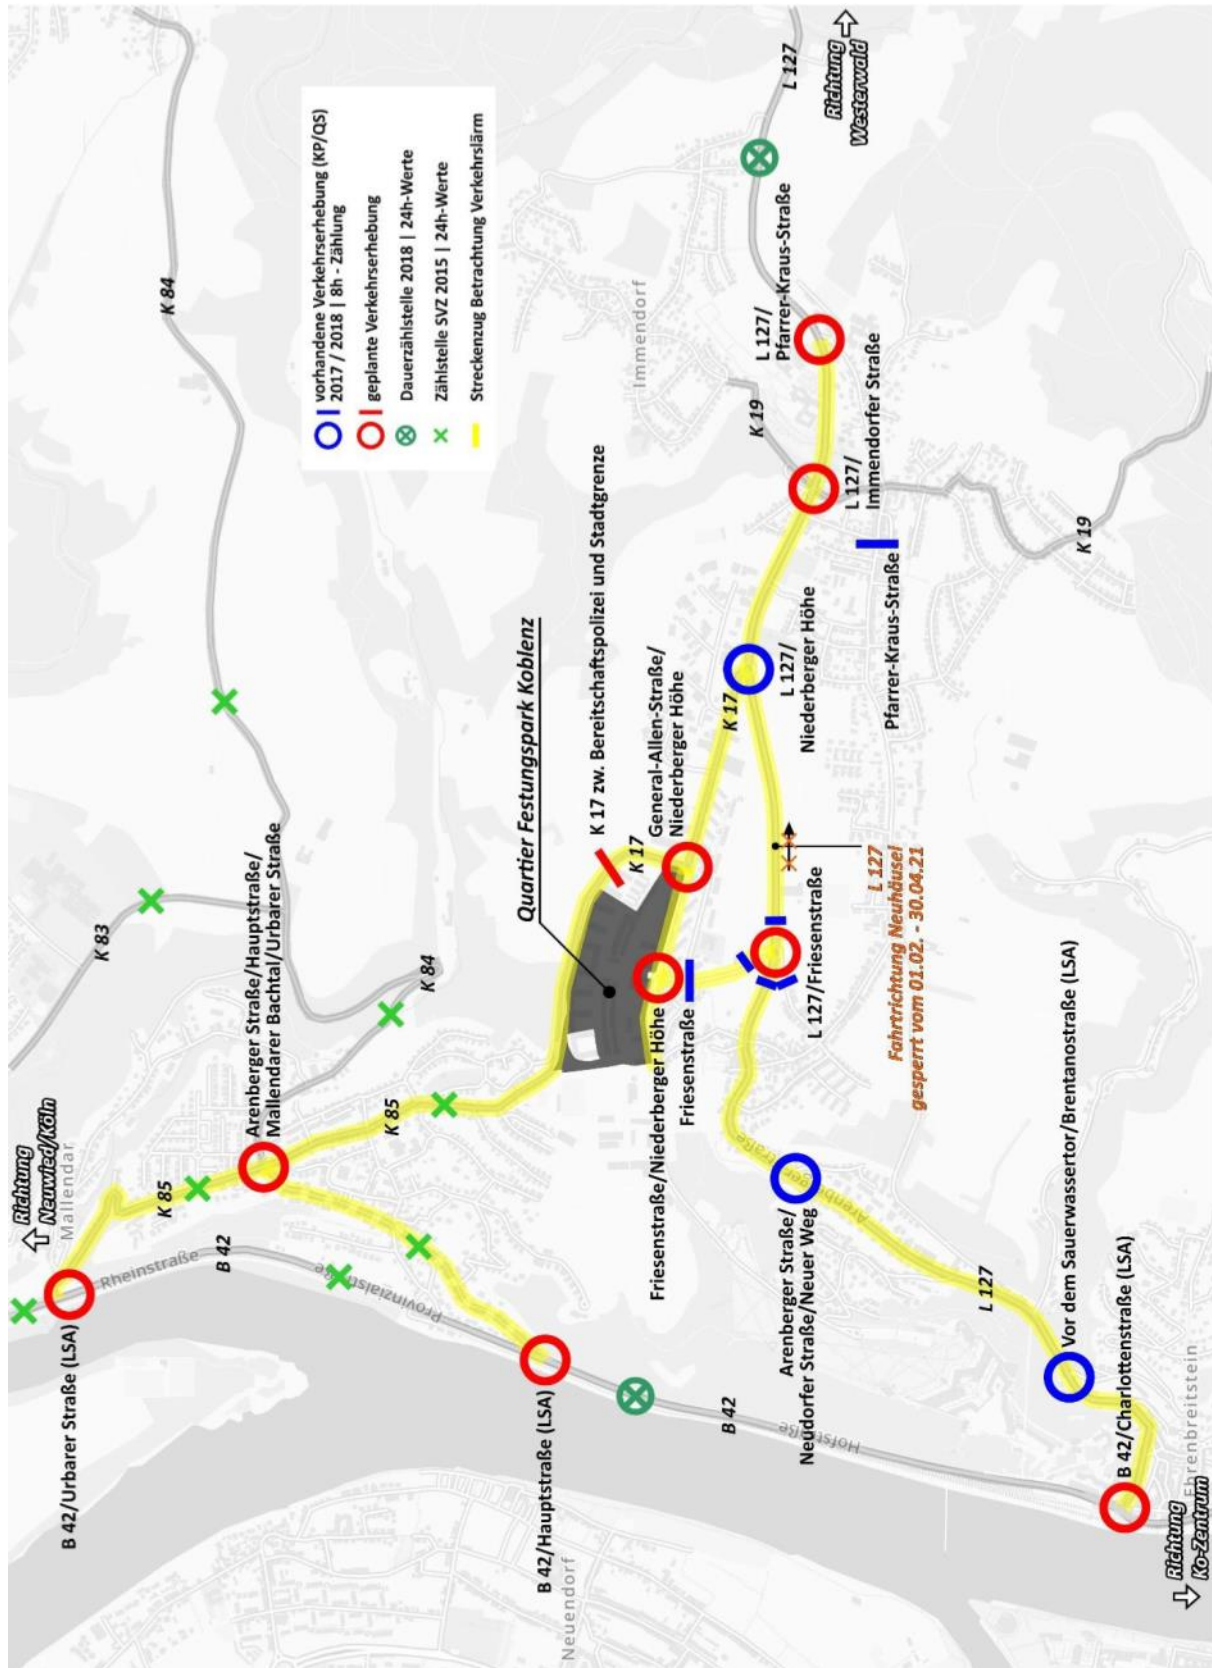 Richtung
Neuwied/Köln
Mallendar
B 42/Urbarer Straße (LSA)
Rheinstraße
B 42
Provinzialstraße
K 85
Arenberger Straße/Hauptstraße/
Mallendarer Bachtal/Urbarer Straße
K 83
K 84
K 84
vorhandene Verkehrserhebung (KP/QS)
2017 / 2018 | 8h - Zählung
geplante Verkehrserhebung
Dauerzählstelle 2018 | 24h-Werte
Zählstelle SVZ 2015 | 24h-Werte
Streckenzug Betrachtung Verkehrslärm
K 85
B 42/Hauptstraße (LSA)
Neuendorf
Quartier Festungspark Koblenz
K 17 zw. Bereitschaftspolizei und Stadtgrenze
K 17
General-Allen-Straße/
Niederberger Höhe
Friesenstraße/Niederberger Höhe
Friesenstraße
Immendorf
B 42
Hofstraße
K 17
L 127/
Niederberger Höhe
K 19
L 127/
Pfarrer-Kraus-Straße
L 127
Richtung
Westerwald
L 127/
Immendorfer Straße
L 127/Friesenstraße
Arenberger Straße
Arenberger Straße/
Neudorfer Straße/Neuer Weg
L 127
Fahrtrichtung Neuhäusel
gesperrt vom 01.02. - 30.04.21
Pfarrer-Kraus-Straße
K 19
L 127
Vor dem Sauerwassertor/Brentanostraße (LSA)
B 42/Charlottenstraße (LSA)
Richtung
Ko-Zentrum
Ehrenbreitstein